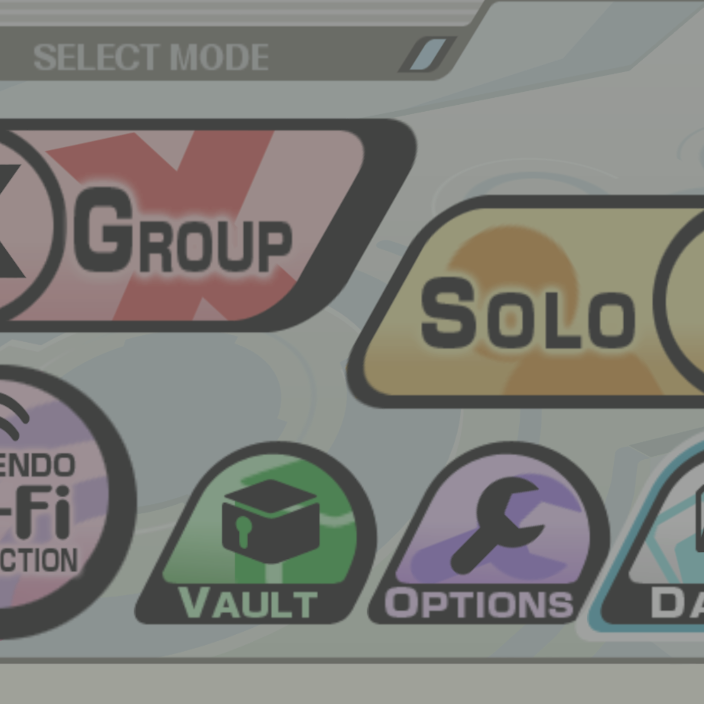 SELECT MODE
GROUP
SOLO
ENDO
-Fi
CTION
VAULT
OPTIONS
DA